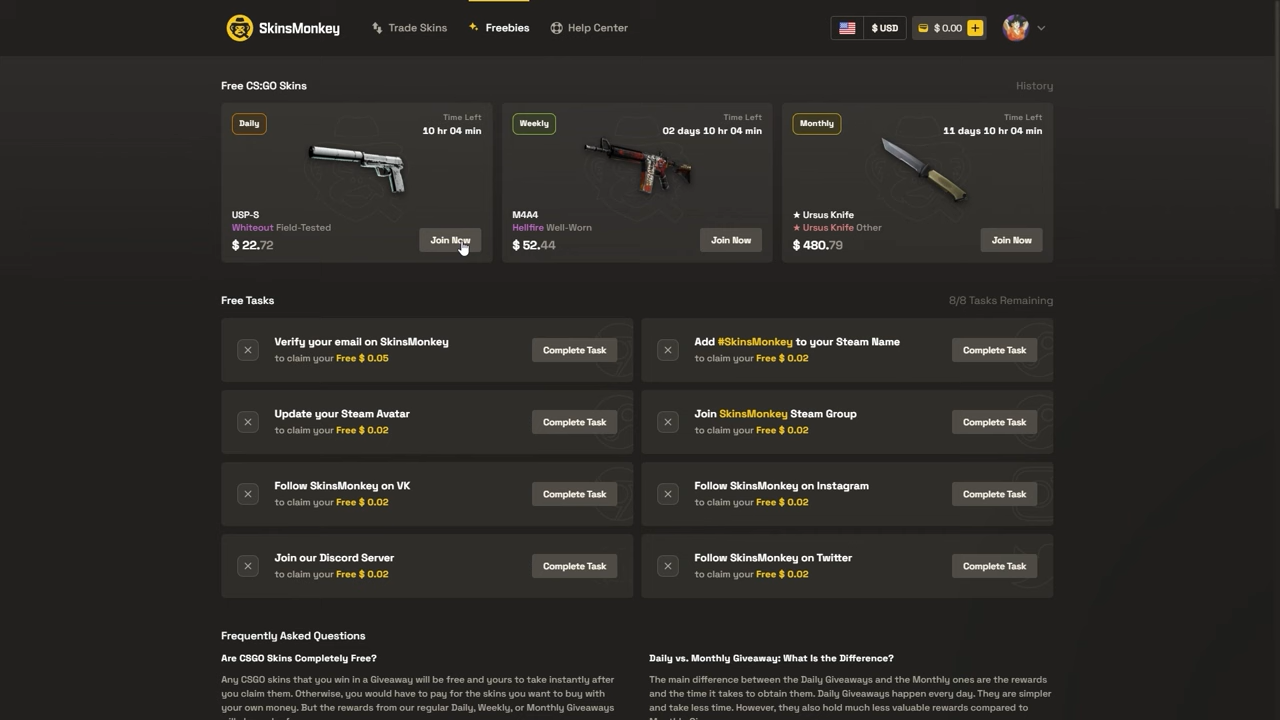 SkinsMonkey
Trade Skins
Freebies
Help Center
$ USD
$ 0.00
Free CS:GO Skins
History
Daily
Time Left
10 hr 04 min
USP-S
Whiteout Field-Tested
$ 22.72
Join Now
Weekly
Time Left
02 days 10 hr 04 min
M4A4
Hellfire Well-Worn
$ 52.44
Join Now
Monthly
Time Left
11 days 10 hr 04 min
★ Ursus Knife
★ Ursus Knife Other
$ 480.79
Join Now
Free Tasks
8/8 Tasks Remaining
Verify your email on SkinsMonkey
to claim your Free $ 0.05
Complete Task
Add #SkinsMonkey to your Steam Name
to claim your Free $ 0.02
Complete Task
Update your Steam Avatar
to claim your Free $ 0.02
Complete Task
Join SkinsMonkey Steam Group
to claim your Free $ 0.02
Complete Task
Follow SkinsMonkey on VK
to claim your Free $ 0.02
Complete Task
Follow SkinsMonkey on Instagram
to claim your Free $ 0.02
Complete Task
Join our Discord Server
to claim your Free $ 0.02
Complete Task
Follow SkinsMonkey on Twitter
to claim your Free $ 0.02
Complete Task
Frequently Asked Questions
Are CSGO Skins Completely Free?
Any CSGO skins that you win in a Giveaway will be free and yours to take instantly after
you claim them. Otherwise, you would have to pay for the skins you want to buy with
your own money. But the rewards from our regular Daily, Weekly, or Monthly Giveaways
Daily vs. Monthly Giveaway: What Is the Difference?
The main difference between the Daily Giveaways and the Monthly ones are the rewards
and the time it takes to obtain them. Daily Giveaways happen every day. They are simpler
and take less time. However, they also hold much less valuable rewards compared to